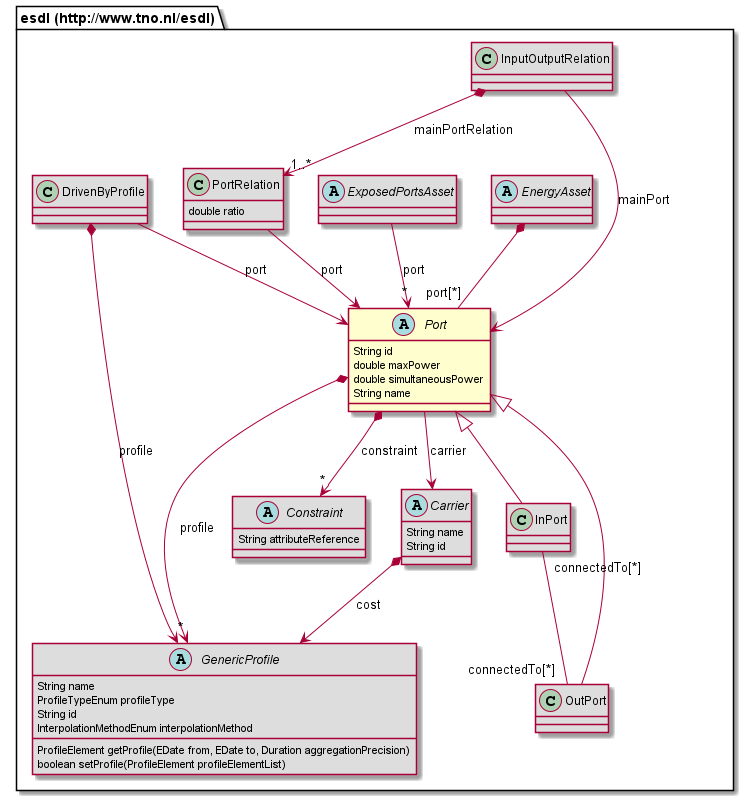 esdl (http://www.tno.nl/esdl)
C InputOutputRelation
mainPortRelation
1..*
C DrivenByProfile
C PortRelation
double ratio
A ExposedPortsAsset
A EnergyAsset
mainPort
port
port
port
*
port[*]
A Port
String id
double maxPower
double simultaneousPower
String name
profile
constraint
carrier
*
profile
A Constraint
String attributeReference
A Carrier
String name
String id
C InPort
connectedTo[*]
cost
*
connectedTo[*]
A GenericProfile
String name
ProfileTypeEnum profileType
String id
InterpolationMethodEnum interpolationMethod
ProfileElement getProfile(EDate from, EDate to, Duration aggregationPrecision)
boolean setProfile(ProfileElement profileElementList)
C OutPort